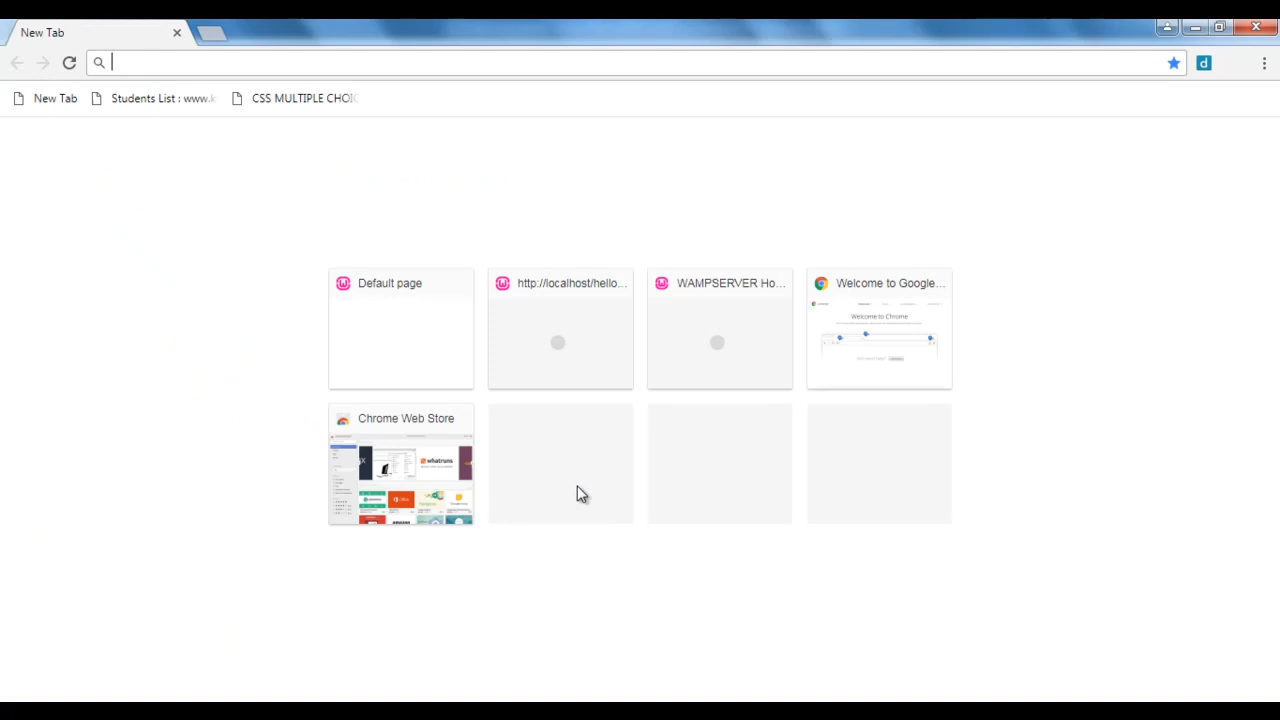 New Tab
New Tab
Students List : www.k
CSS MULTIPLE CHOI
Default page
http://localhost/hello...
WAMPSERVER Ho...
Welcome to Google...
Welcome to Chrome
Chrome Web Store
whatruns